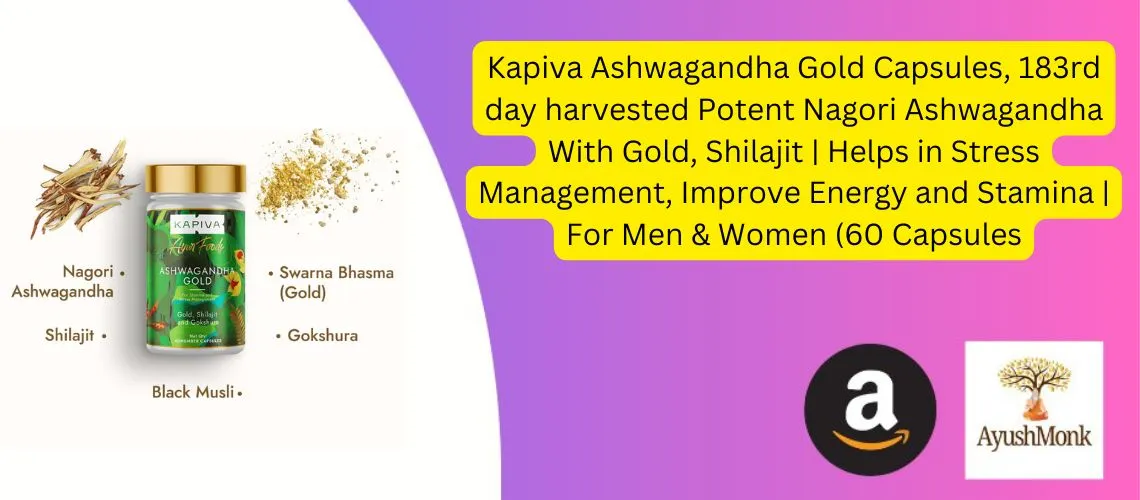 Kapiva Ashwagandha Gold Capsules, 183rd
day harvested Potent Nagori Ashwagandha
With Gold, Shilajit | Helps in Stress
Management, Improve Energy and Stamina |
For Men & Women (60 Capsules
Nagori
Ashwagandha
Shilajit
Black Musli
Swarna Bhasma
(Gold)
Gokshura
KAPIVA
Ayur Foods
ASHWAGANDHA
GOLD
Gold, Shilajit
and Gokshura
a
AyushMonk